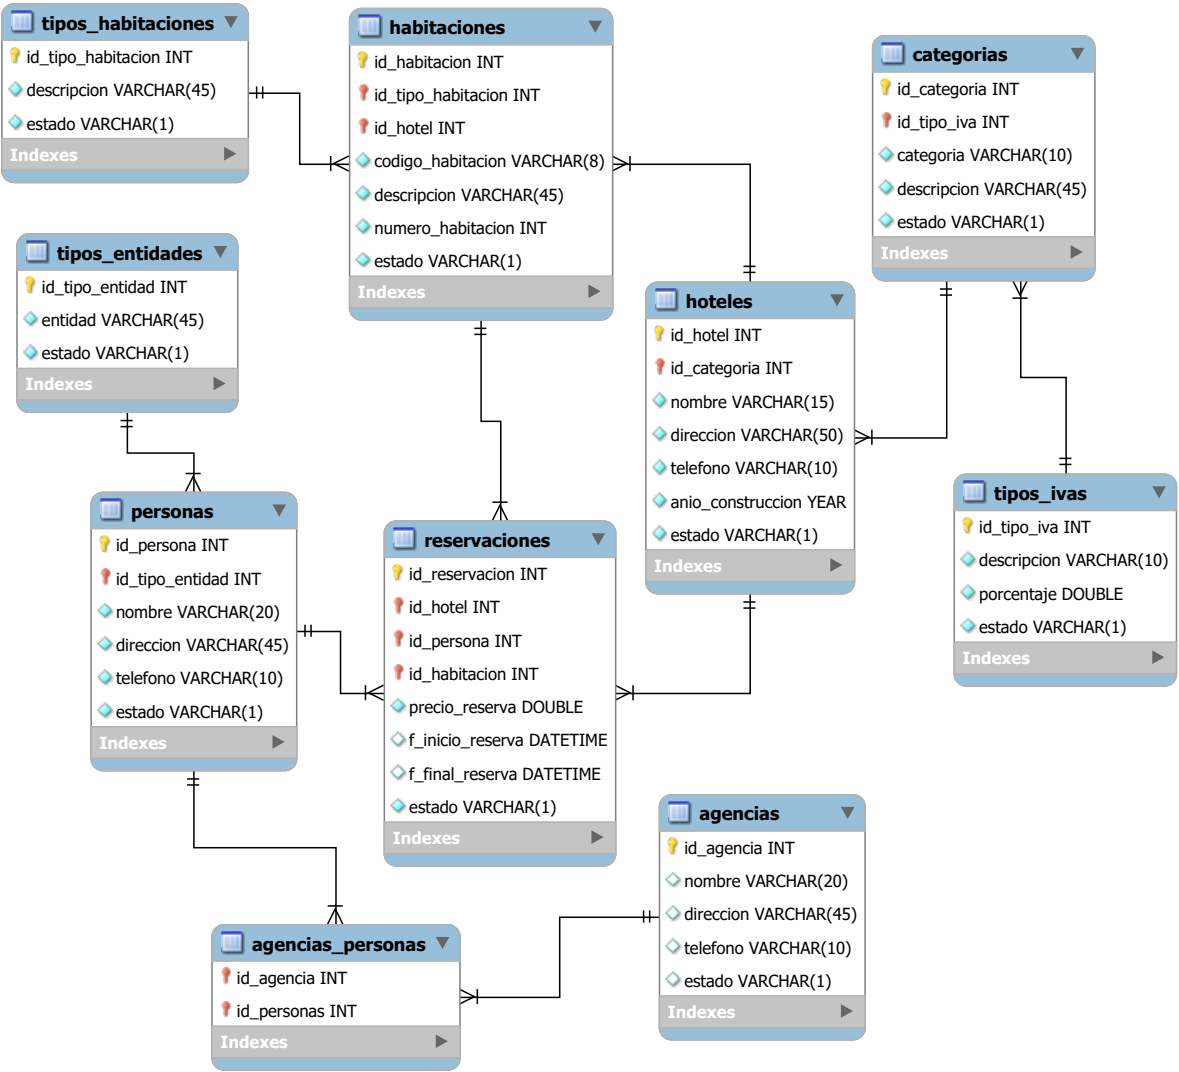 tipos_habitaciones
id_tipo_habitacion INT
descripcion VARCHAR(45)
estado VARCHAR(1)
Indexes
habitaciones
id_habitacion INT
id_tipo_habitacion INT
id_hotel INT
codigo_habitacion VARCHAR(8)
descripcion VARCHAR(45)
numero_habitacion INT
estado VARCHAR(1)
Indexes
categorias
id_categoria INT
id_tipo_iva INT
categoria VARCHAR(10)
descripcion VARCHAR(45)
estado VARCHAR(1)
Indexes
tipos_entidades
id_tipo_entidad INT
entidad VARCHAR(45)
estado VARCHAR(1)
Indexes
hoteles
id_hotel INT
id_categoria INT
nombre VARCHAR(15)
direccion VARCHAR(50)
telefono VARCHAR(10)
anio_construccion YEAR
estado VARCHAR(1)
Indexes
tipos_ivas
id_tipo_iva INT
descripcion VARCHAR(10)
porcentaje DOUBLE
estado VARCHAR(1)
Indexes
personas
id_persona INT
id_tipo_entidad INT
nombre VARCHAR(20)
direccion VARCHAR(45)
telefono VARCHAR(10)
estado VARCHAR(1)
Indexes
reservaciones
id_reservacion INT
id_hotel INT
id_persona INT
id_habitacion INT
precio_reserva DOUBLE
f_inicio_reserva DATETIME
f_final_reserva DATETIME
estado VARCHAR(1)
Indexes
agencias
id_agencia INT
nombre VARCHAR(20)
direccion VARCHAR(45)
telefono VARCHAR(10)
estado VARCHAR(1)
Indexes
agencias_personas
id_agencia INT
id_personas INT
Indexes